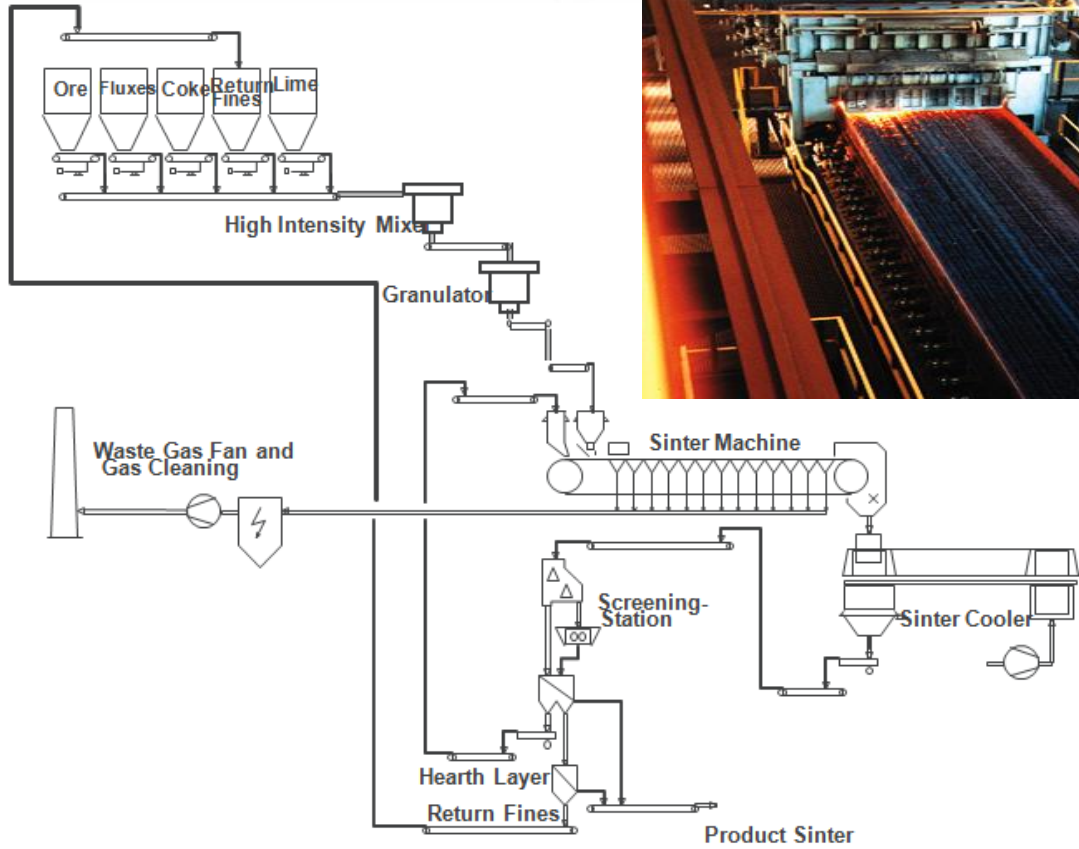 Ore
Fluxes
Coke
Return
Fines
Lime
High Intensity Mixe
Granulator
Sinter Machine
Waste Gas Fan and
Gas Cleaning
Screening-
Station
Sinter Cooler
Hearth Layer
Return Fines
Product Sinter